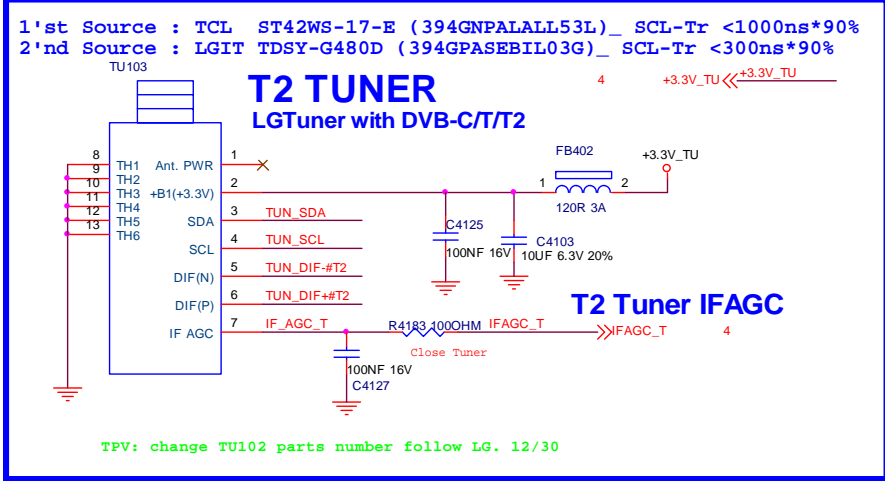 1'st Source : TCL  ST42WS-17-E (394GNPALALL53L)_ SCL-Tr <1000ns*90%
2'nd Source : LGIT TDSY-G480D (394GPASEBIL03G)_ SCL-Tr <300ns*90%
TU103
T2 TUNER
LGTuner with DVB-C/T/T2
4 +3.3V_TU +3.3V_TU
8 TH1 Ant. PWR 1
9 TH2
10 TH3 +B1(+3.3V) 2
11 TH4
12 TH5 SDA 3 TUN_SDA
13 TH6
SCL 4 TUN_SCL
DIF(N) 5 TUN_DIF-#T2
DIF(P) 6 TUN_DIF+#T2
IF AGC 7 IF_AGC_T
FB402
+3.3V_TU
1 2
120R 3A
C4125
100NF 16V
C4103
10UF 6.3V 20%
T2 Tuner IFAGC
R4183 100OHM IFAGC_T IFAGC_T 4
Close Tuner
100NF 16V
C4127
TPV: change TU102 parts number follow LG. 12/30